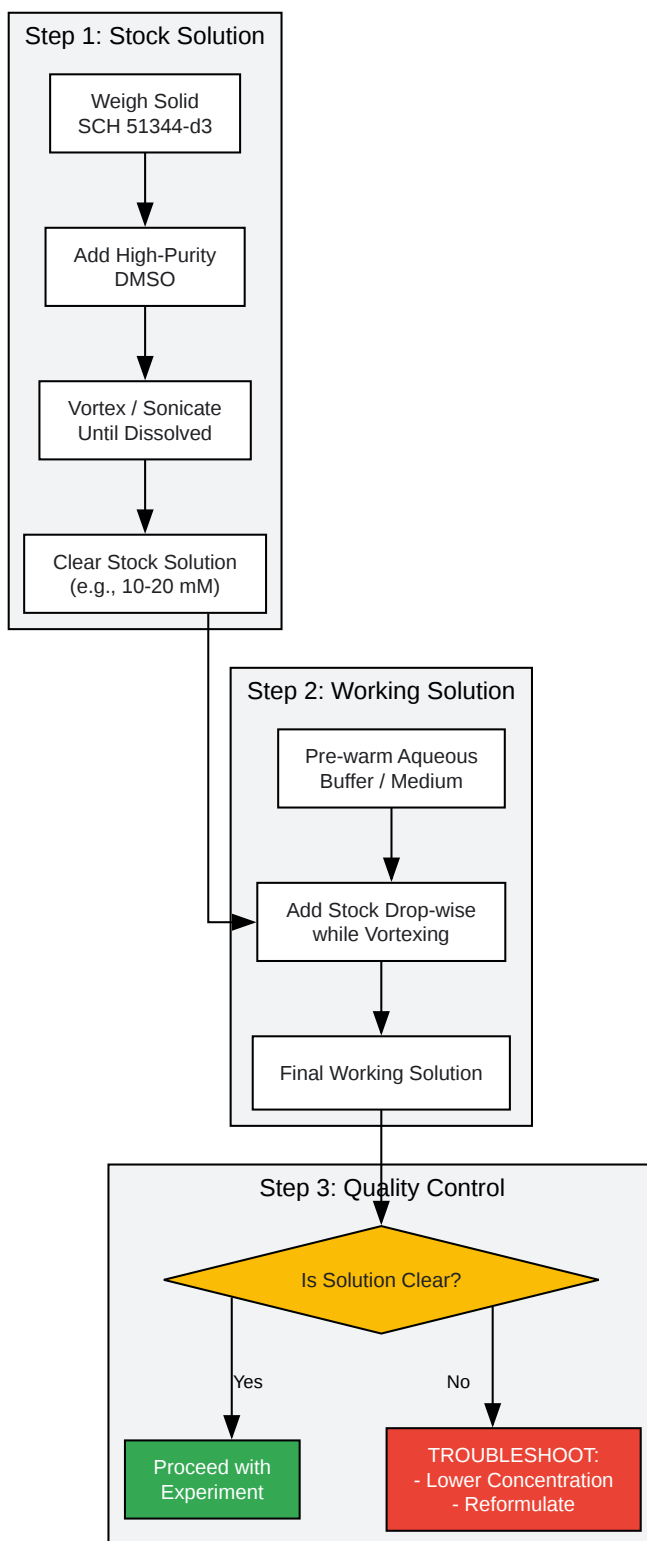 Step 1: Stock Solution
Weigh Solid
SCH 51344-d3
Add High-Purity
DMSO
Vortex / Sonicate
Until Dissolved
Clear Stock Solution
(e.g., 10-20 mM)
Step 2: Working Solution
Pre-warm Aqueous
Buffer / Medium
Add Stock Drop-wise
while Vortexing
Final Working Solution
Step 3: Quality Control
Is Solution Clear?
Yes
No
Proceed with
Experiment
TROUBLESHOOT:
- Lower Concentration
- Reformulate